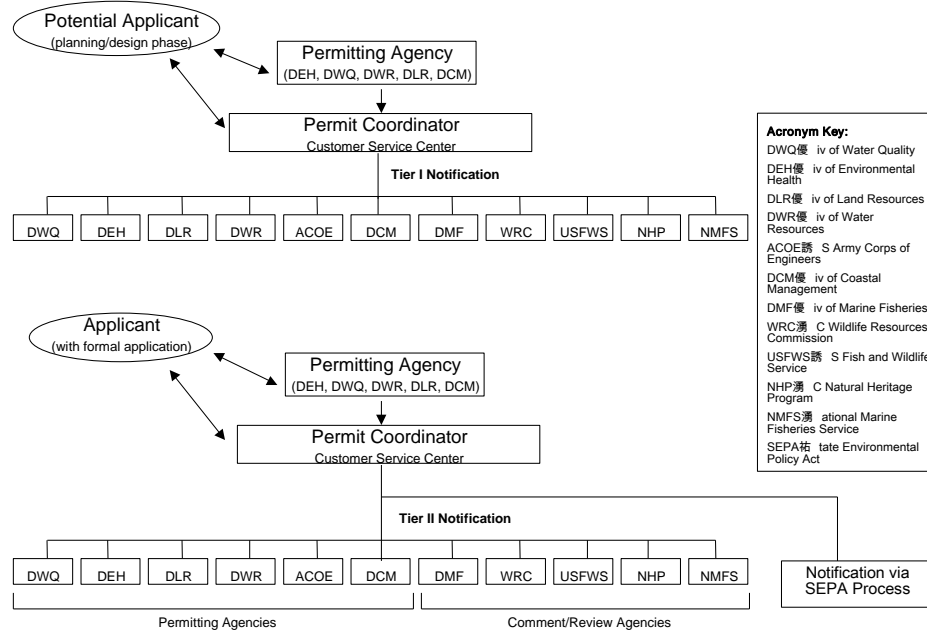 Potential Applicant
(planning/design phase)
Permitting Agency
(DEH, DWQ, DWR, DLR, DCM)
Permit Coordinator
Customer Service Center
Tier I Notification
DWQ
DEH
DLR
DWR
ACOE
DCM
DMF
WRC
USFWS
NHP
NMFS
Applicant
(with formal application)
Permitting Agency
(DEH, DWQ, DWR, DLR, DCM)
Permit Coordinator
Customer Service Center
Tier II Notification
DWQ
DEH
DLR
DWR
ACOE
DCM
DMF
WRC
USFWS
NHP
NMFS
Permitting Agencies
Comment/Review Agencies
Notification via
SEPA Process
Acronym Key:
DWQ優 iv of Water Quality
DEH優 iv of Environmental
Health
DLR優 iv of Land Resources
DWR優 iv of Water
Resources
ACOE誘 S Army Corps of
Engineers
DCM優 iv of Coastal
Management
DMF優 iv of Marine Fisheries
WRC湧 C Wildlife Resources
Commission
USFWS誘 S Fish and Wildlife
Service
NHP湧 C Natural Heritage
Program
NMFS湧 ational Marine
Fisheries Service
SEPA祐 tate Environmental
Policy Act